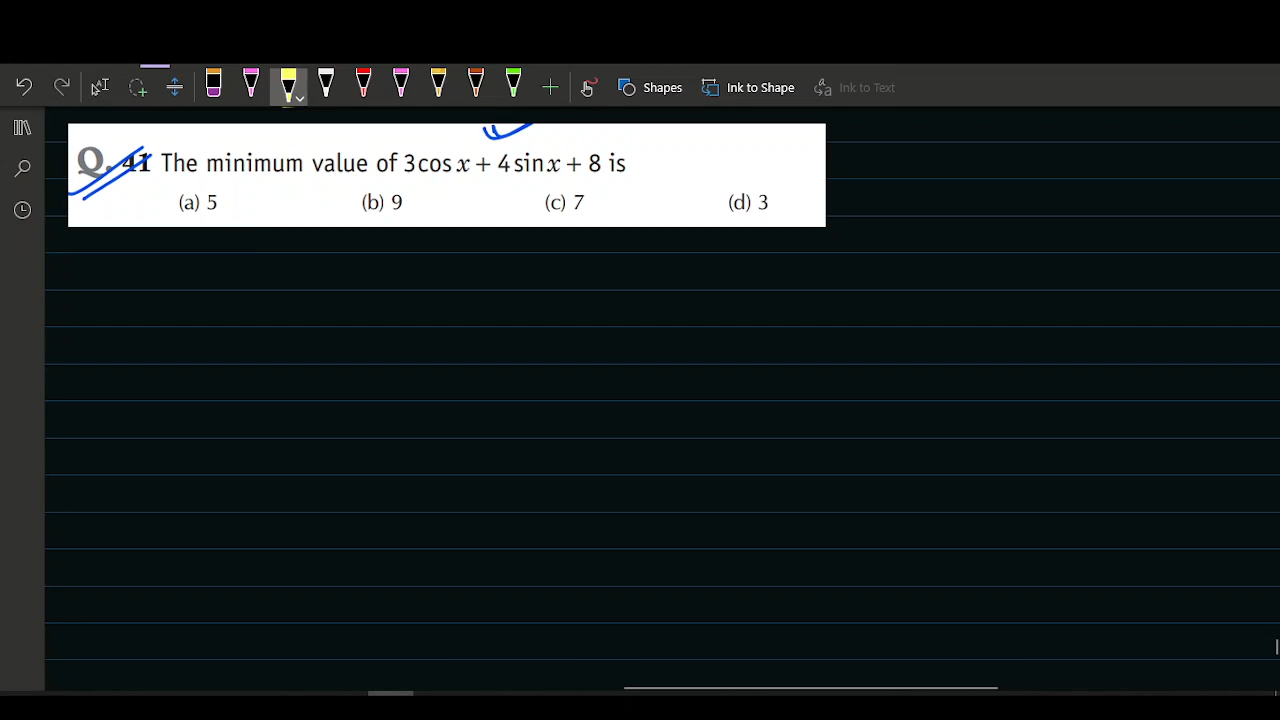 Shapes Ink to Shape Ink to Text
Q. 41 The minimum value of 3 cos x + 4 sin x + 8 is
(a) 5 (b) 9 (c) 7 (d) 3